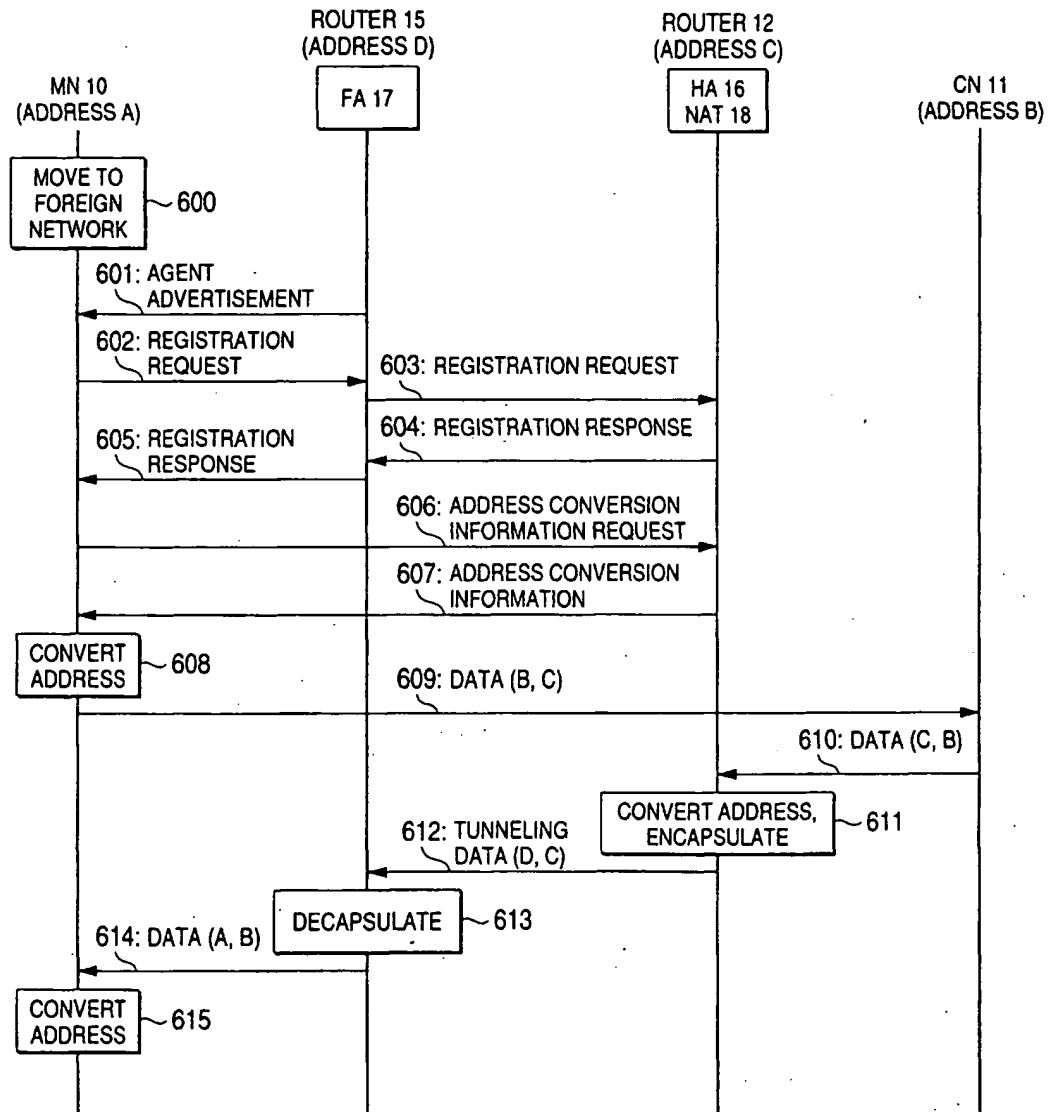 ROUTER 15
(ADDRESS D)
ROUTER 12
(ADDRESS C)
MN 10
(ADDRESS A)
FA 17
HA 16
NAT 18
CN 11
(ADDRESS B)
MOVE TO
FOREIGN
NETWORK
600
601: AGENT
ADVERTISEMENT
602: REGISTRATION
REQUEST
603: REGISTRATION REQUEST
604: REGISTRATION RESPONSE
605: REGISTRATION
RESPONSE
606: ADDRESS CONVERSION
INFORMATION REQUEST
607: ADDRESS CONVERSION
INFORMATION
CONVERT
ADDRESS
608
609: DATA (B, C)
610: DATA (C, B)
CONVERT ADDRESS,
ENCAPSULATE
611
612: TUNNELING
DATA (D, C)
DECAPSULATE
613
614: DATA (A, B)
CONVERT
ADDRESS
615